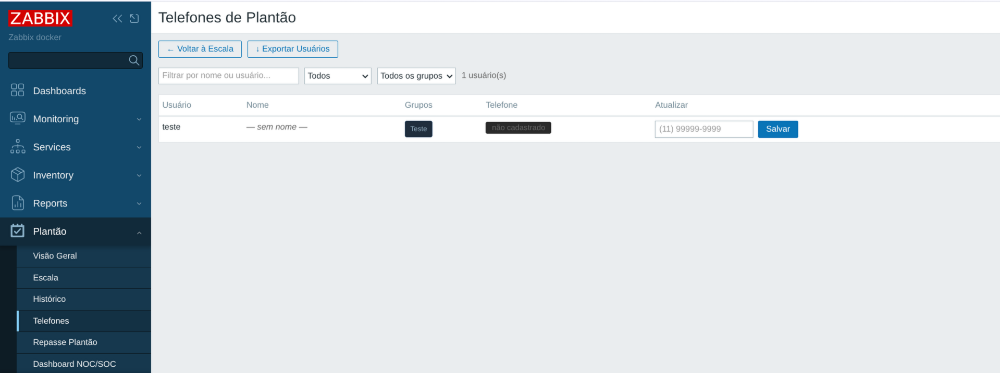 ZABBIX
Zabbix docker
Dashboards
Monitoring
Services
Inventory
Reports
Plantão
Visão Geral
Escala
Histórico
Telefones
Repasse Plantão
Dashboard NOC/SOC
Telefones de Plantão
← Voltar à Escala ↓ Exportar Usuários
Filtrar por nome ou usuário... Todos Todos os grupos 1 usuário(s)
Usuário Nome Grupos Telefone Atualizar
teste — sem nome — Teste não cadastrado (11) 99999-9999 Salvar